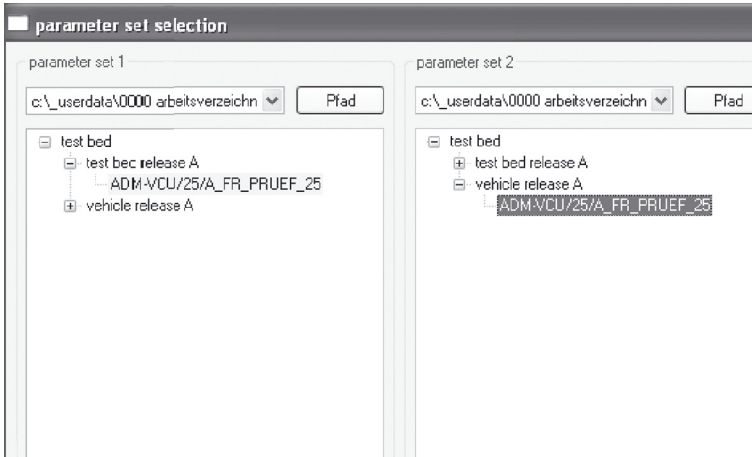 parameter set selection
parameter set 1
c:\_userdata\0000 arbeitsverzeichn
Pfad
test bed
test bec release A
ADM-VCU/25/A_FR_PRUEF_25
vehicle release A
parameter set 2
c:\_userdata\0000 arbeitsverzeichn
Pfad
test bed
test bed release A
vehicle release A
ADM-VCU/25/A_FR_PRUEF_25